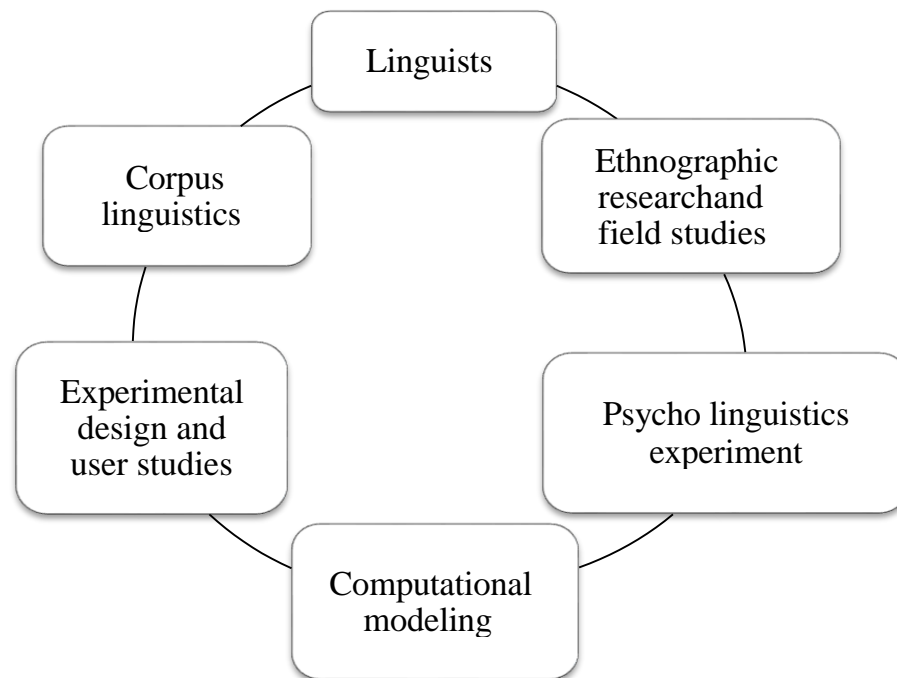 Linguists
Ethnographic
researchand
field studies
Psycho linguistics
experiment
Computational
modeling
Experimental
design and
user studies
Corpus
linguistics